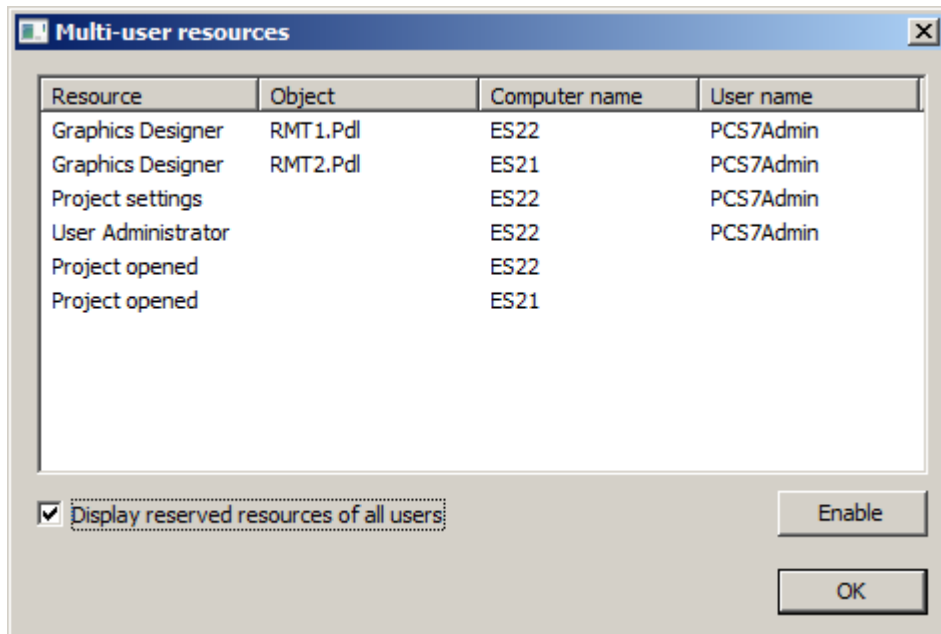 Multi-user resources
Resource Object Computer name User name
Graphics Designer RMT1.Pdl ES22 PCS7Admin
Graphics Designer RMT2.Pdl ES21 PCS7Admin
Project settings ES22 PCS7Admin
User Administrator ES22 PCS7Admin
Project opened ES22
Project opened ES21
Display reserved resources of all users Enable
OK